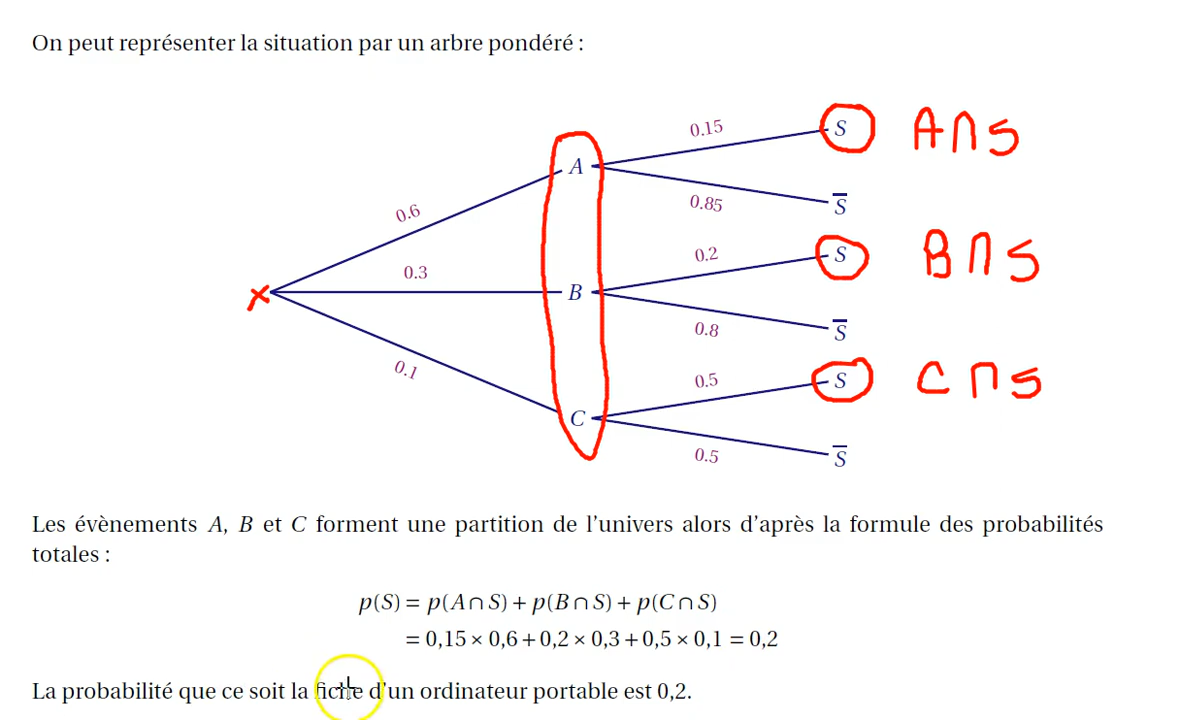 On peut représenter la situation par un arbre pondéré :
0.15
S
A∩S
A
0.6
0.85
S̅
0.2
S
B∩S
0.3
B
0.8
S̅
0.1
0.5
S
C∩S
C
0.5
S̅
Les évènements A, B et C forment une partition de l'univers alors d'après la formule des probabilités
totales :
p(S) = p(A∩S) + p(B∩S) + p(C∩S)
= 0,15 × 0,6 + 0,2 × 0,3 + 0,5 × 0,1 = 0,2
La probabilité que ce soit la fiche d'un ordinateur portable est 0,2.